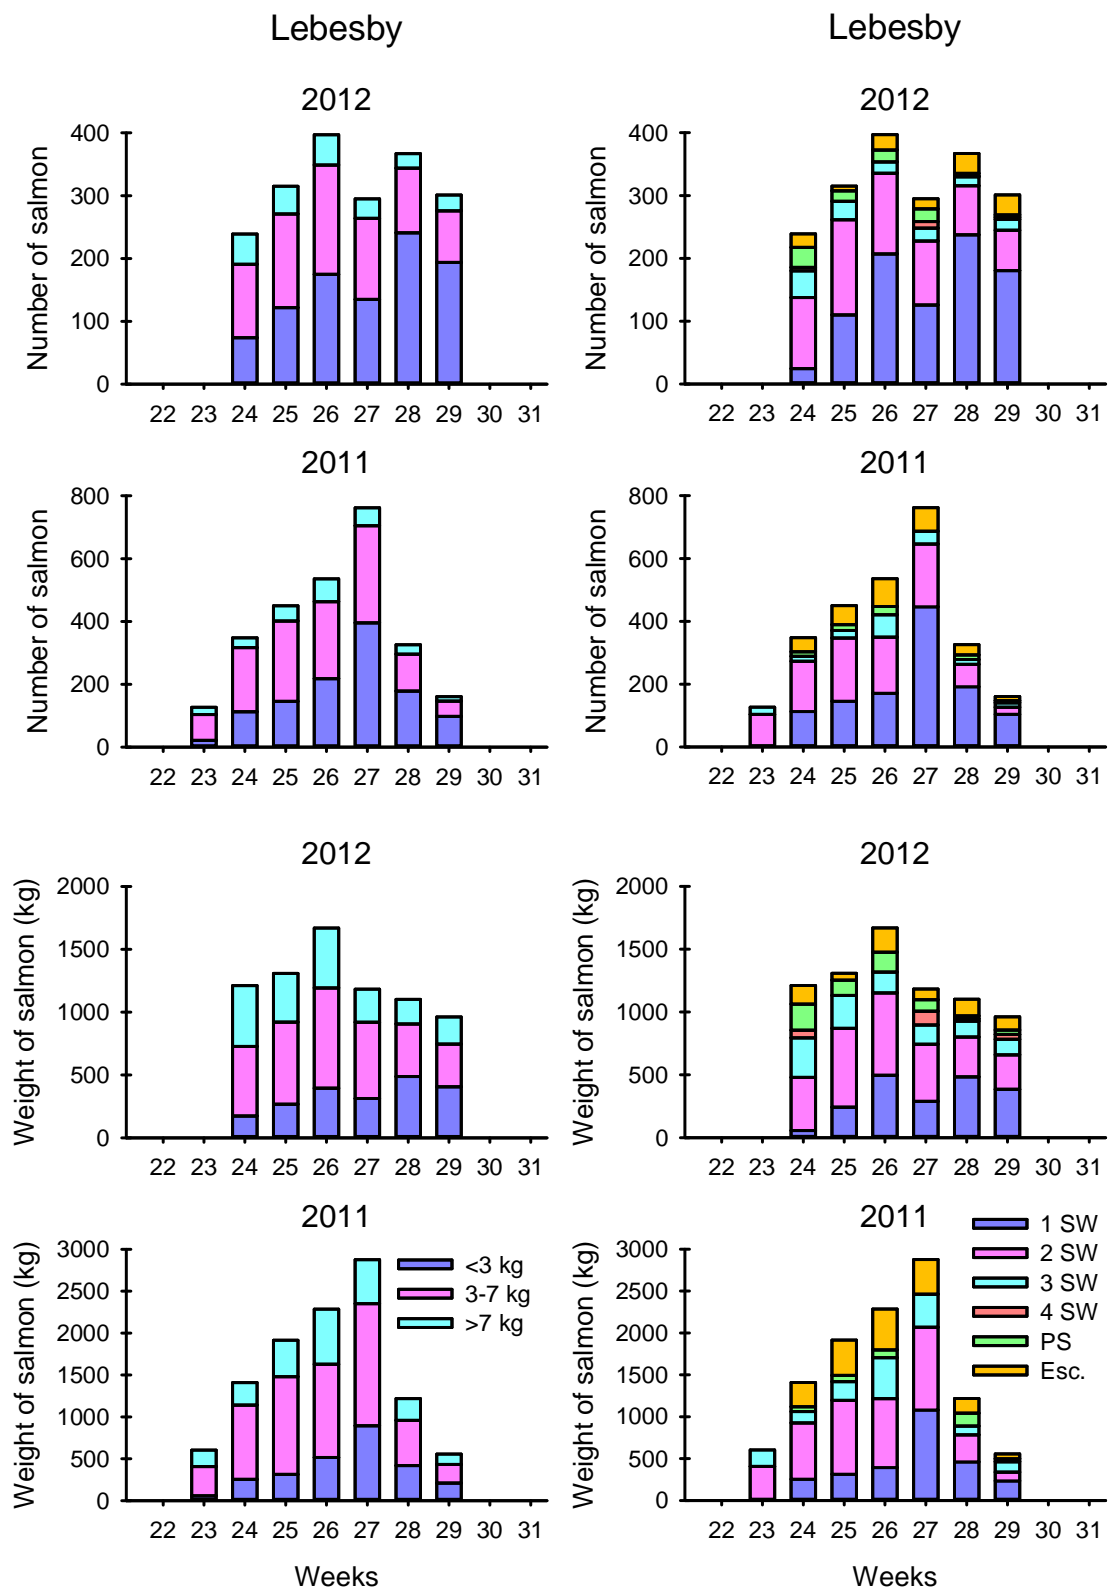 Lebesby
Lebesby
2012
Number of salmon
400
300
200
100
0
22 23 24 25 26 27 28 29 30 31
2012
Number of salmon
400
300
200
100
0
22 23 24 25 26 27 28 29 30 31
2011
Number of salmon
800
600
400
200
0
22 23 24 25 26 27 28 29 30 31
2011
Number of salmon
800
600
400
200
0
22 23 24 25 26 27 28 29 30 31
2012
Weight of salmon (kg)
2000
1500
1000
500
0
22 23 24 25 26 27 28 29 30 31
2012
Weight of salmon (kg)
2000
1500
1000
500
0
22 23 24 25 26 27 28 29 30 31
2011
Weight of salmon (kg)
3000
2500
2000
1500
1000
500
0
<3 kg
3-7 kg
>7 kg
22 23 24 25 26 27 28 29 30 31
Weeks
2011
Weight of salmon (kg)
3000
2500
2000
1500
1000
500
0
1 SW
2 SW
3 SW
4 SW
PS
Esc.
22 23 24 25 26 27 28 29 30 31
Weeks